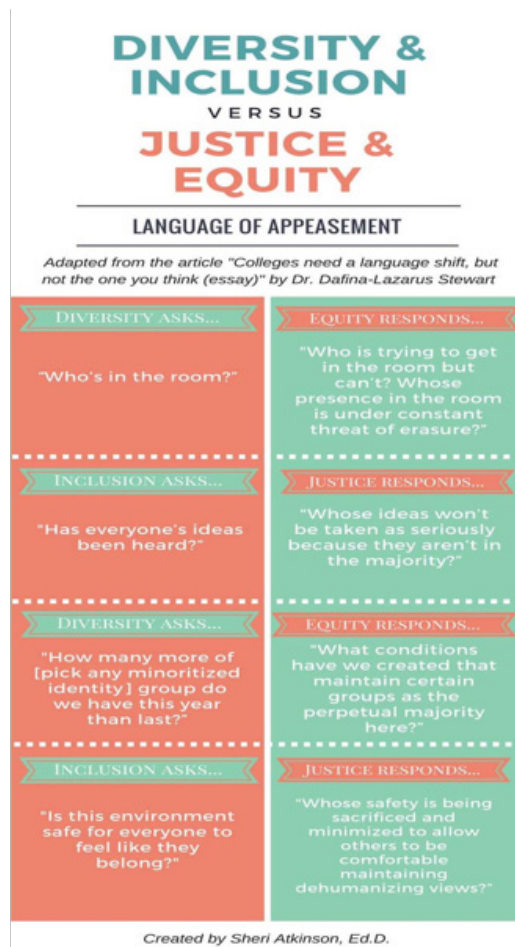 DIVERSITY &
INCLUSION
VERSUS
JUSTICE &
EQUITY
LANGUAGE OF APPEASEMENT
Adapted from the article "Colleges need a language shift, but
not the one you think (essay)" by Dr. Dafina-Lazarus Stewart
DIVERSITY ASKS...
"Who's in the room?"
EQUITY RESPONDS...
"Who is trying to get
in the room but
can't? Whose
presence in the room
is under constant
threat of erasure?"
INCLUSION ASKS...
"Has everyone's ideas
been heard?"
JUSTICE RESPONDS...
"Whose ideas won't
be taken as seriously
because they aren't in
the majority?"
DIVERSITY ASKS...
"How many more of
[pick any minoritized
identity] group do
we have this year
than last?"
EQUITY RESPONDS...
"What conditions
have we created that
maintain certain
groups as the
perpetual majority
here?"
INCLUSION ASKS...
"Is this environment
safe for everyone to
feel like they
belong?"
JUSTICE RESPONDS...
"Whose safety is being
sacrificed and
minimized to allow
others to be
comfortable
maintaining
dehumanizing views?"
Created by Sheri Atkinson, Ed.D.